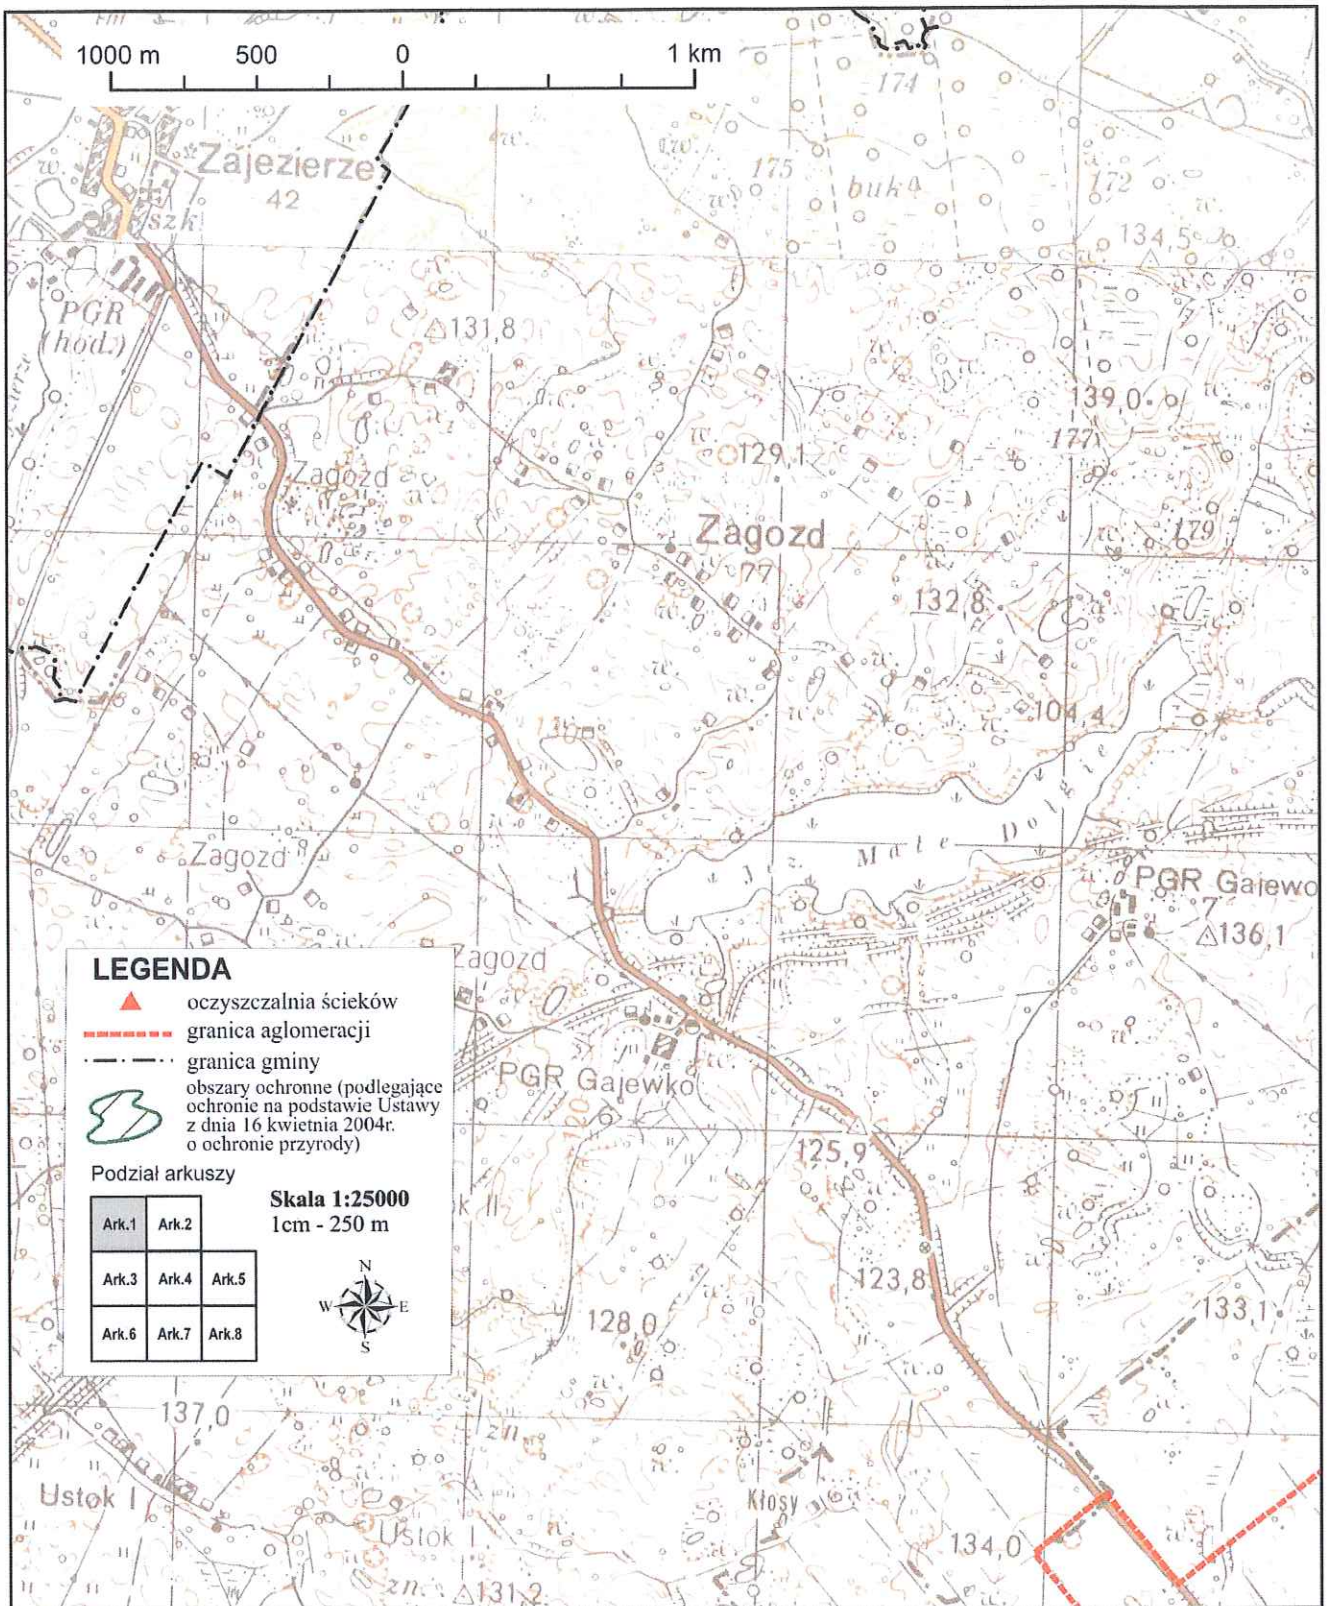 1000 m 500 0 1 km
174
Zajezierze
42
szk
175
buk
172
134,5
PGR
(hod.)
131,8
139,0
177
129,1
Zagozd
179
Zagozd
77
132,8
104,4
Zagozd
Jez. Małe Dołgie
PGR Gajewo
7
136,1
Zagozd
PGR Gajewko
120
125,9
123,8
133,1
128,0
LEGENDA
oczyszczalnia ścieków
granica aglomeracji
granica gminy
obszary ochronne (podlegające
ochronie na podstawie Ustawy
z dnia 16 kwietnia 2004r.
o ochronie przyrody)
Podział arkuszy
Skala 1:25000
1cm - 250 m
Ark.1 Ark.2
Ark.3 Ark.4 Ark.5
Ark.6 Ark.7 Ark.8
N
W E
S
137,0
zn.
Ustok I
Kłosy
Ustok I
134,0
zn. 131,2